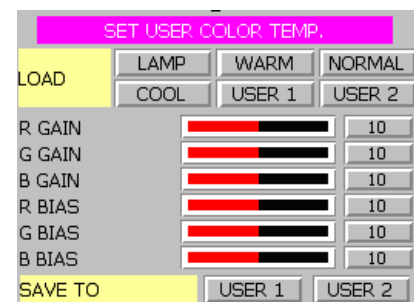 SET USER COLOR TEMP.
LOAD LAMP WARM NORMAL
COOL USER 1 USER 2
R GAIN 10
G GAIN 10
B GAIN 10
R BIAS 10
G BIAS 10
B BIAS 10
SAVE TO USER 1 USER 2